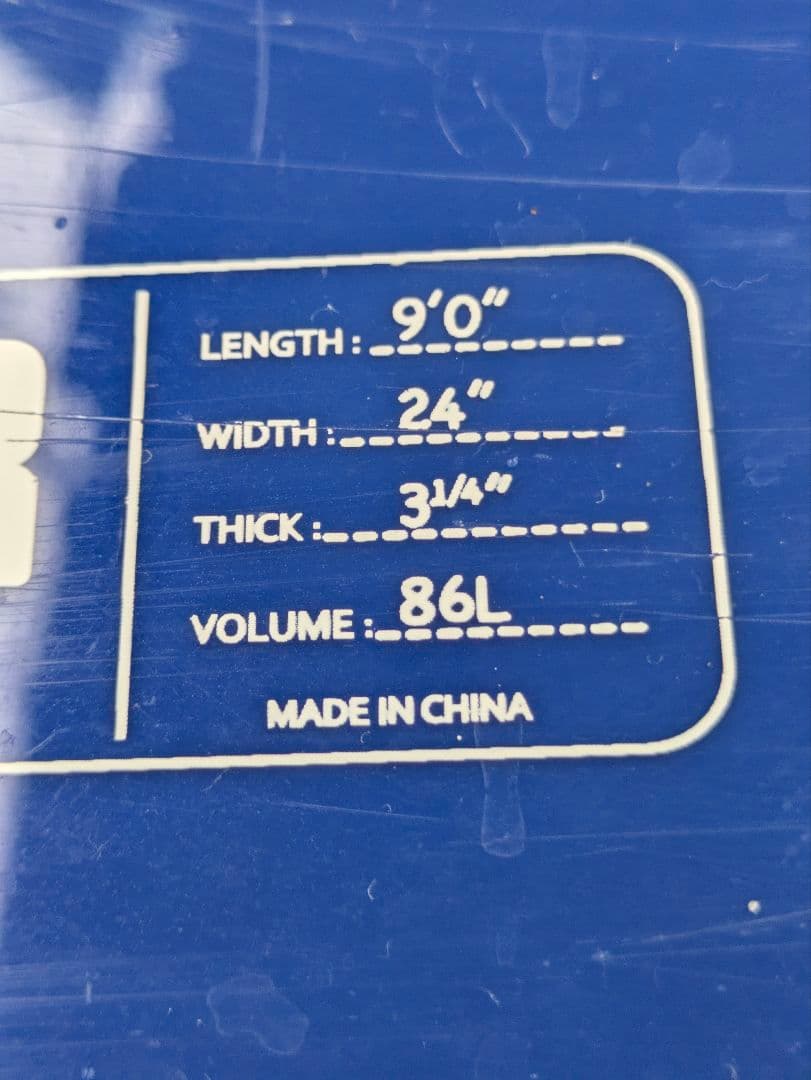 LENGTH: 9'0"
WIDTH: 24"
THICK: 3 1/4"
VOLUME: 86L
MADE IN CHINA